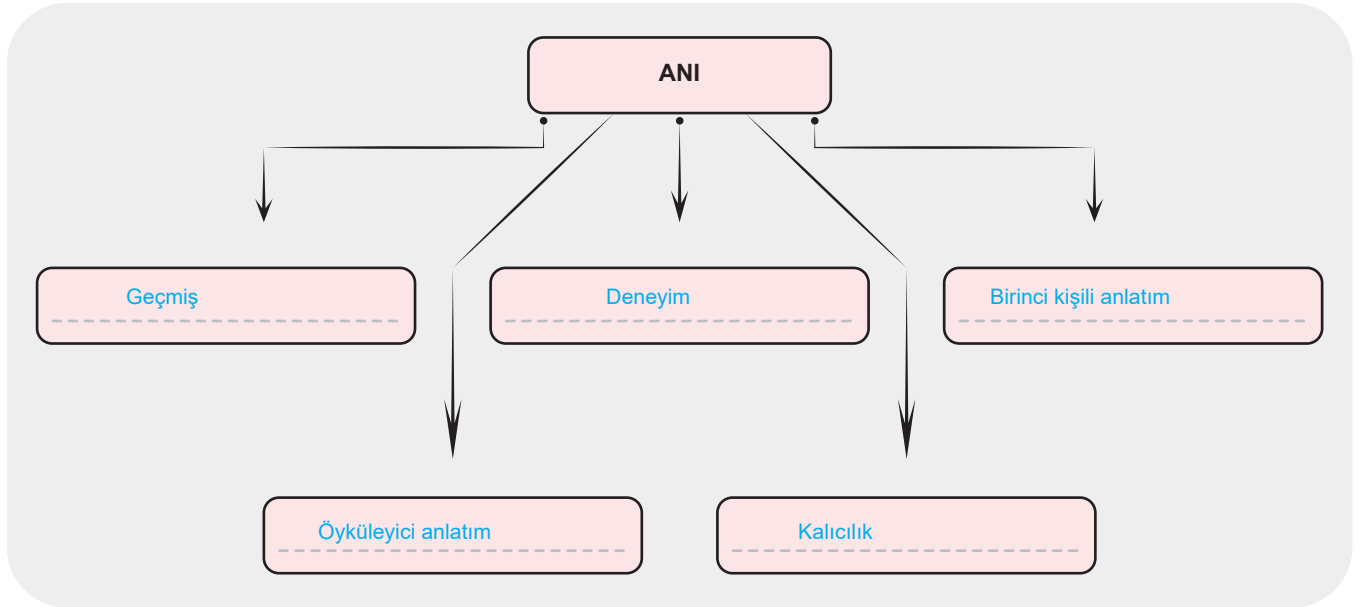 ANI
Geçmiş
Deneyim
Birinci kişili anlatım
Öyküleyici anlatım
Kalıcılık